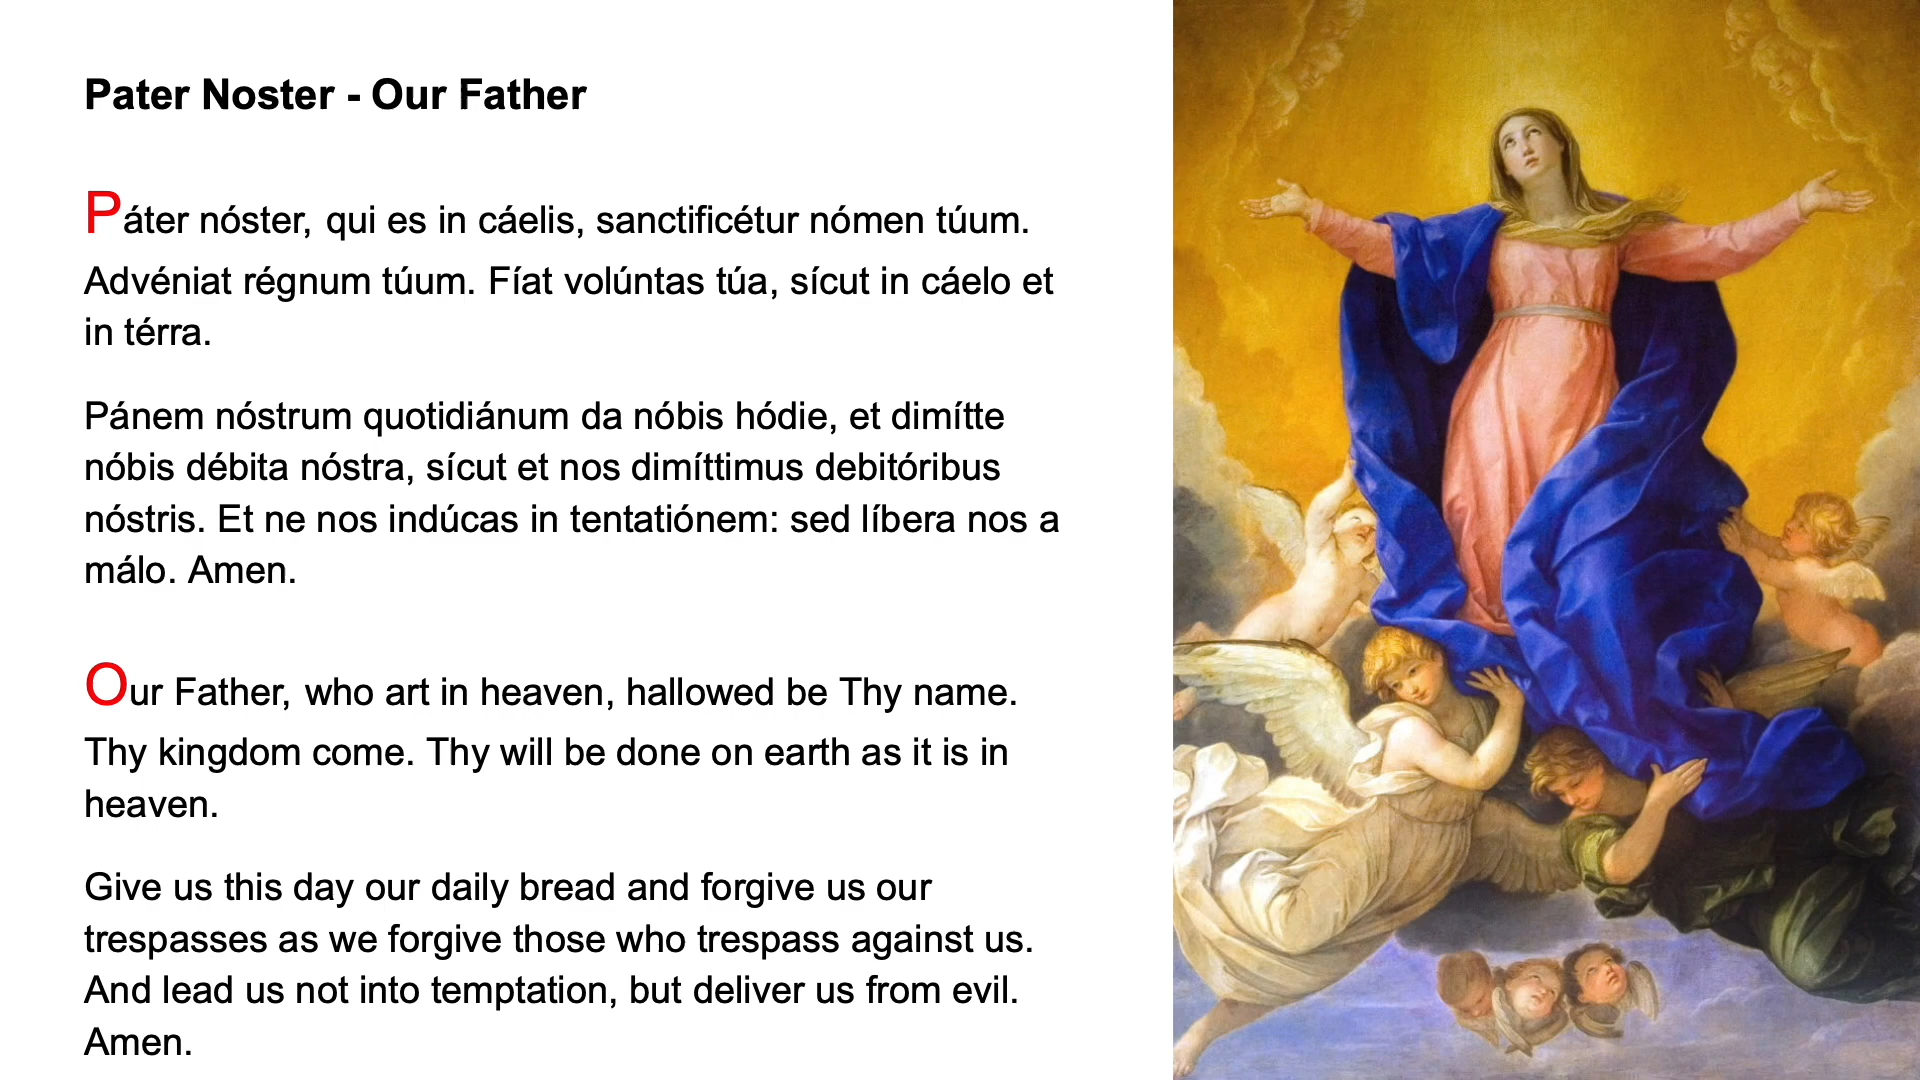 Pater Noster - Our Father
Páter nóster, qui es in cáelis, sanctificétur nómen túum.
Advéniat régnum túum. Fíat volúntas túa, sícut in cáelo et
in térra.
Pánem nóstrum quotidiánum da nóbis hódie, et dimítte
nóbis débita nóstra, sícut et nos dimíttimus debitóribus
nóstris. Et ne nos indúcas in tentatiónem: sed líbera nos a
málo. Amen.
Our Father, who art in heaven, hallowed be Thy name.
Thy kingdom come. Thy will be done on earth as it is in
heaven.
Give us this day our daily bread and forgive us our
trespasses as we forgive those who trespass against us.
And lead us not into temptation, but deliver us from evil.
Amen.